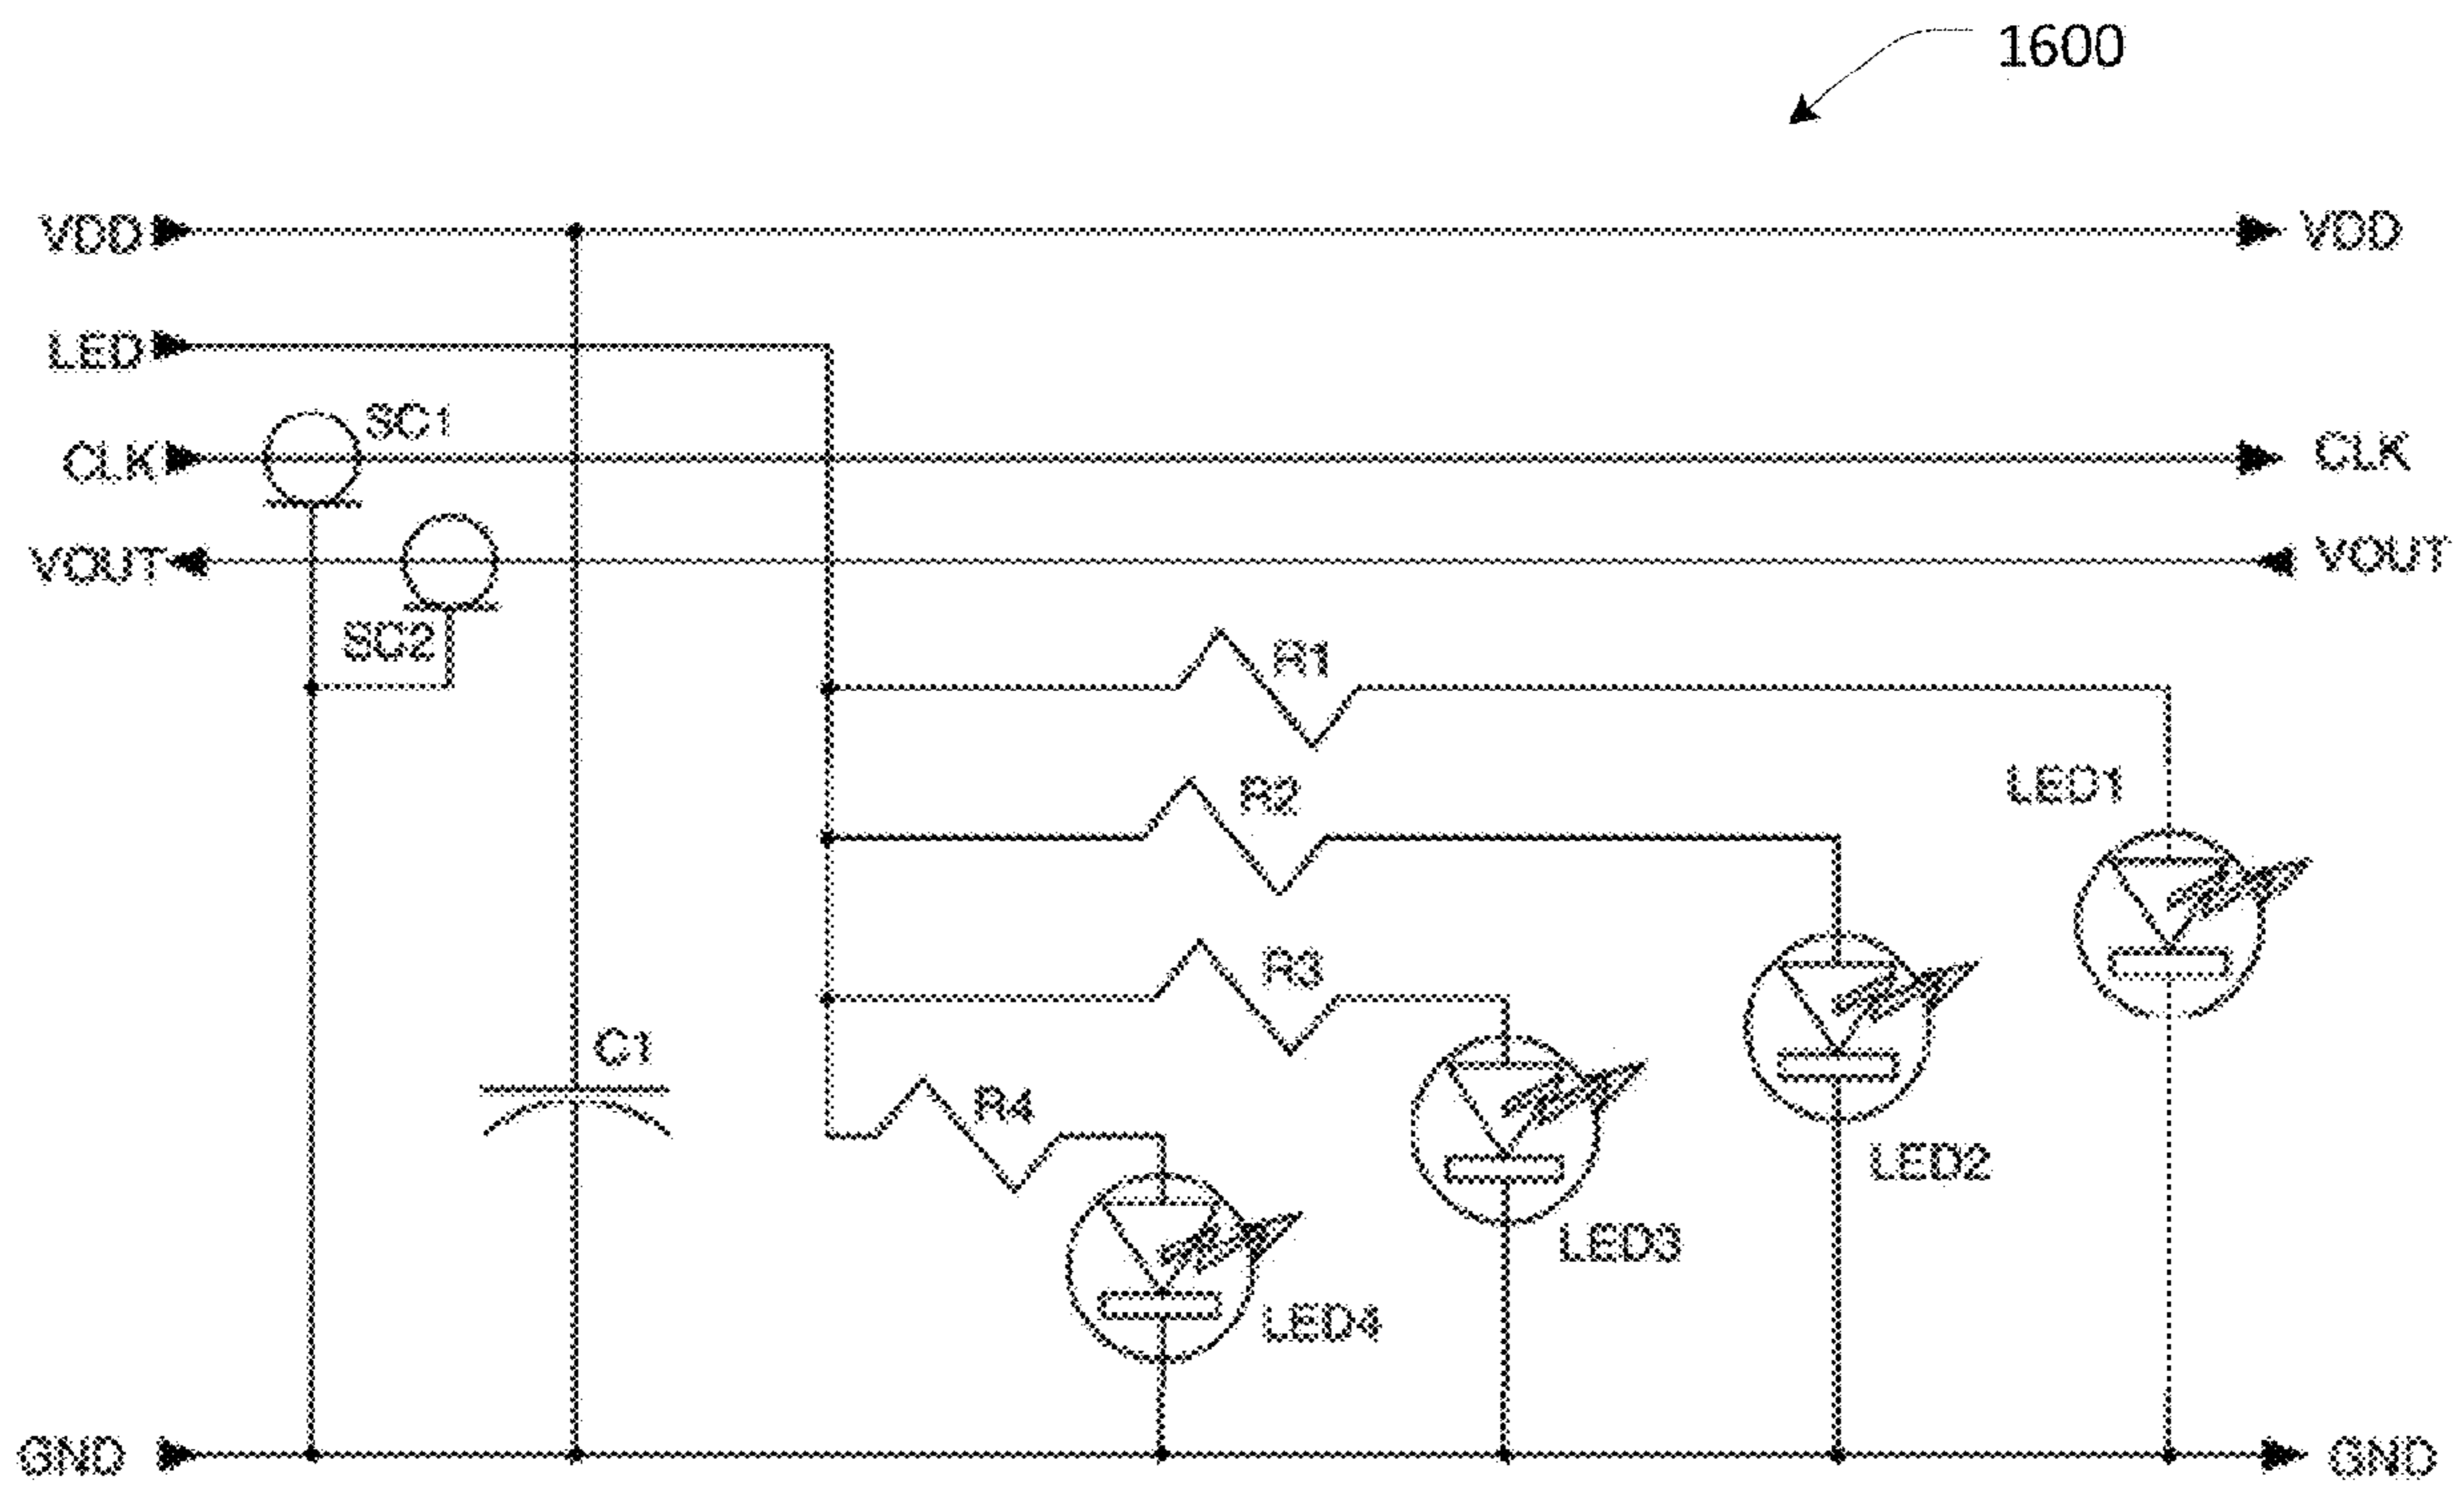 1600
VDD VDD
LED
SC1
CLK CLK
VOUT VOUT
SC2
R1
LED1
R2
R3
C1
R4
LED2
LED3
LED4
GND GND